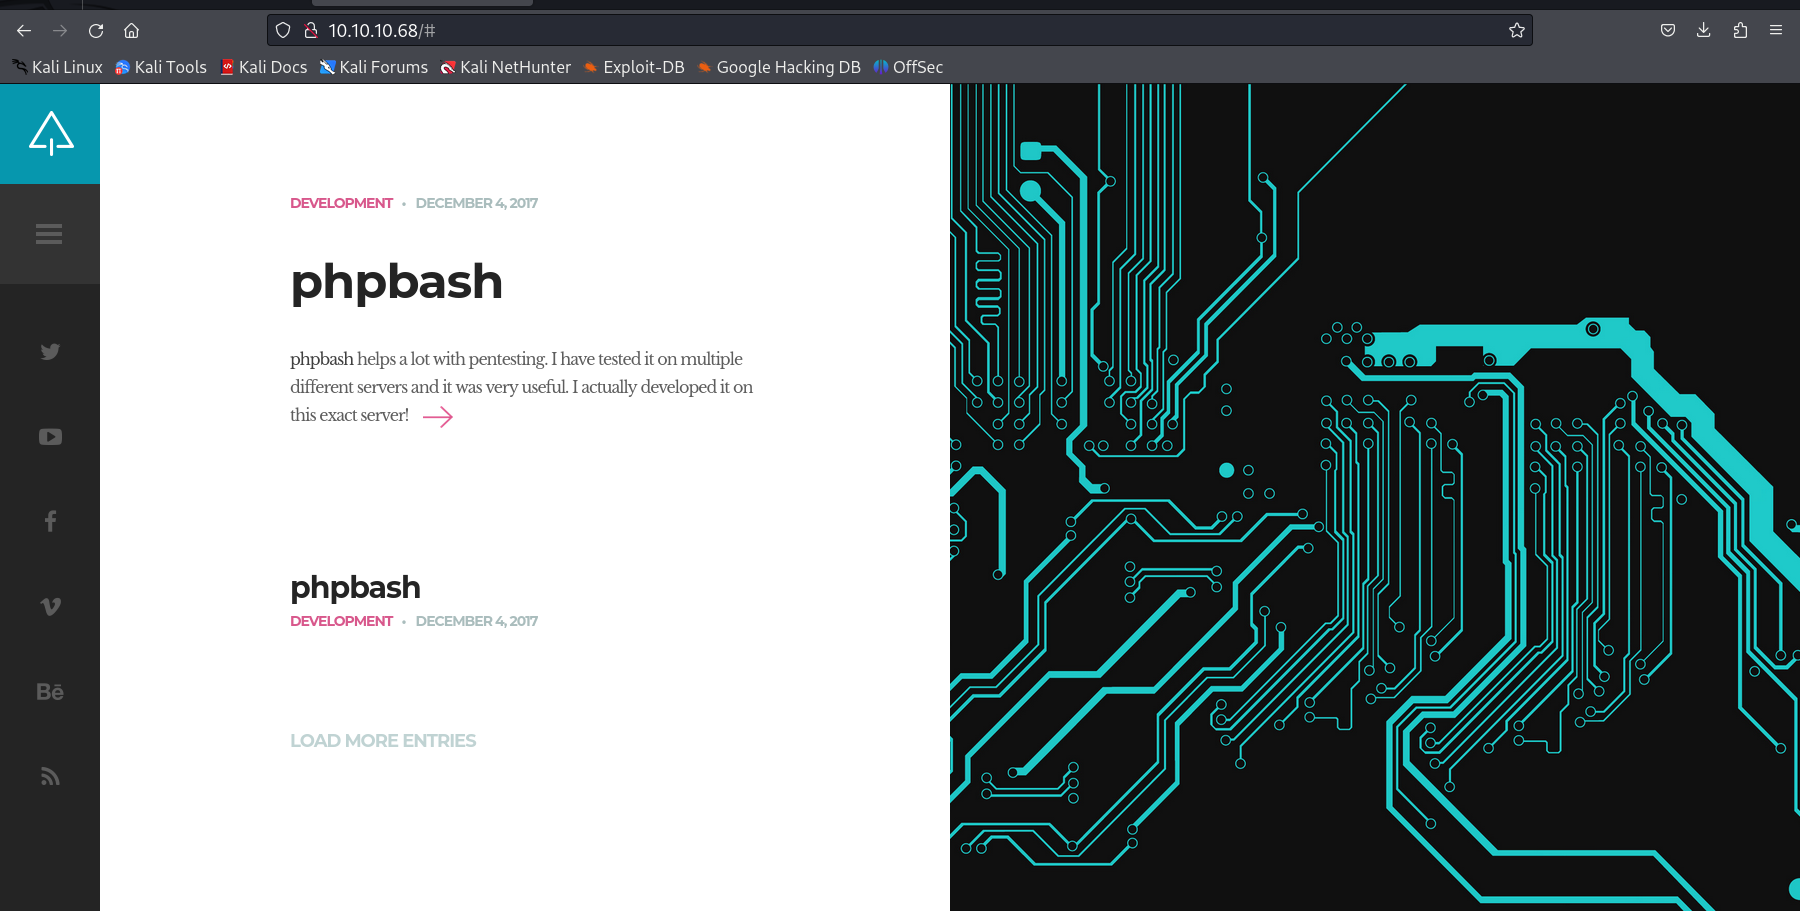 10.10.10.68/#
Kali Linux Kali Tools Kali Docs Kali Forums Kali NetHunter Exploit-DB Google Hacking DB OffSec
DEVELOPMENT • DECEMBER 4, 2017
phpbash
phpbash helps a lot with pentesting. I have tested it on multiple
different servers and it was very useful. I actually developed it on
this exact server!
phpbash
DEVELOPMENT • DECEMBER 4, 2017
LOAD MORE ENTRIES
Bē